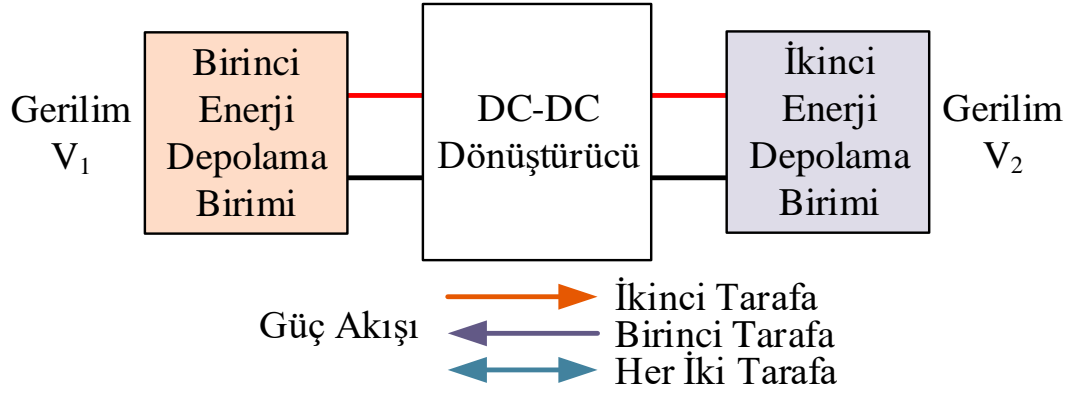 Gerilim
V₁
Birinci
Enerji
Depolama
Birimi
DC-DC
Dönüştürücü
İkinci
Enerji
Depolama
Birimi
Gerilim
V₂
Güç Akışı
İkinci Tarafa
Birinci Tarafa
Her İki Tarafa